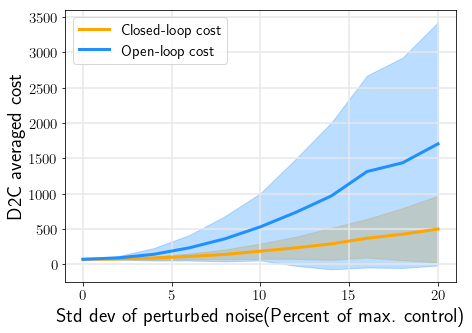 3500
3000
2500
2000
1500
1000
500
0
D2C averaged cost
Closed-loop cost
Open-loop cost
0 5 10 15 20
Std dev of perturbed noise(Percent of max. control)